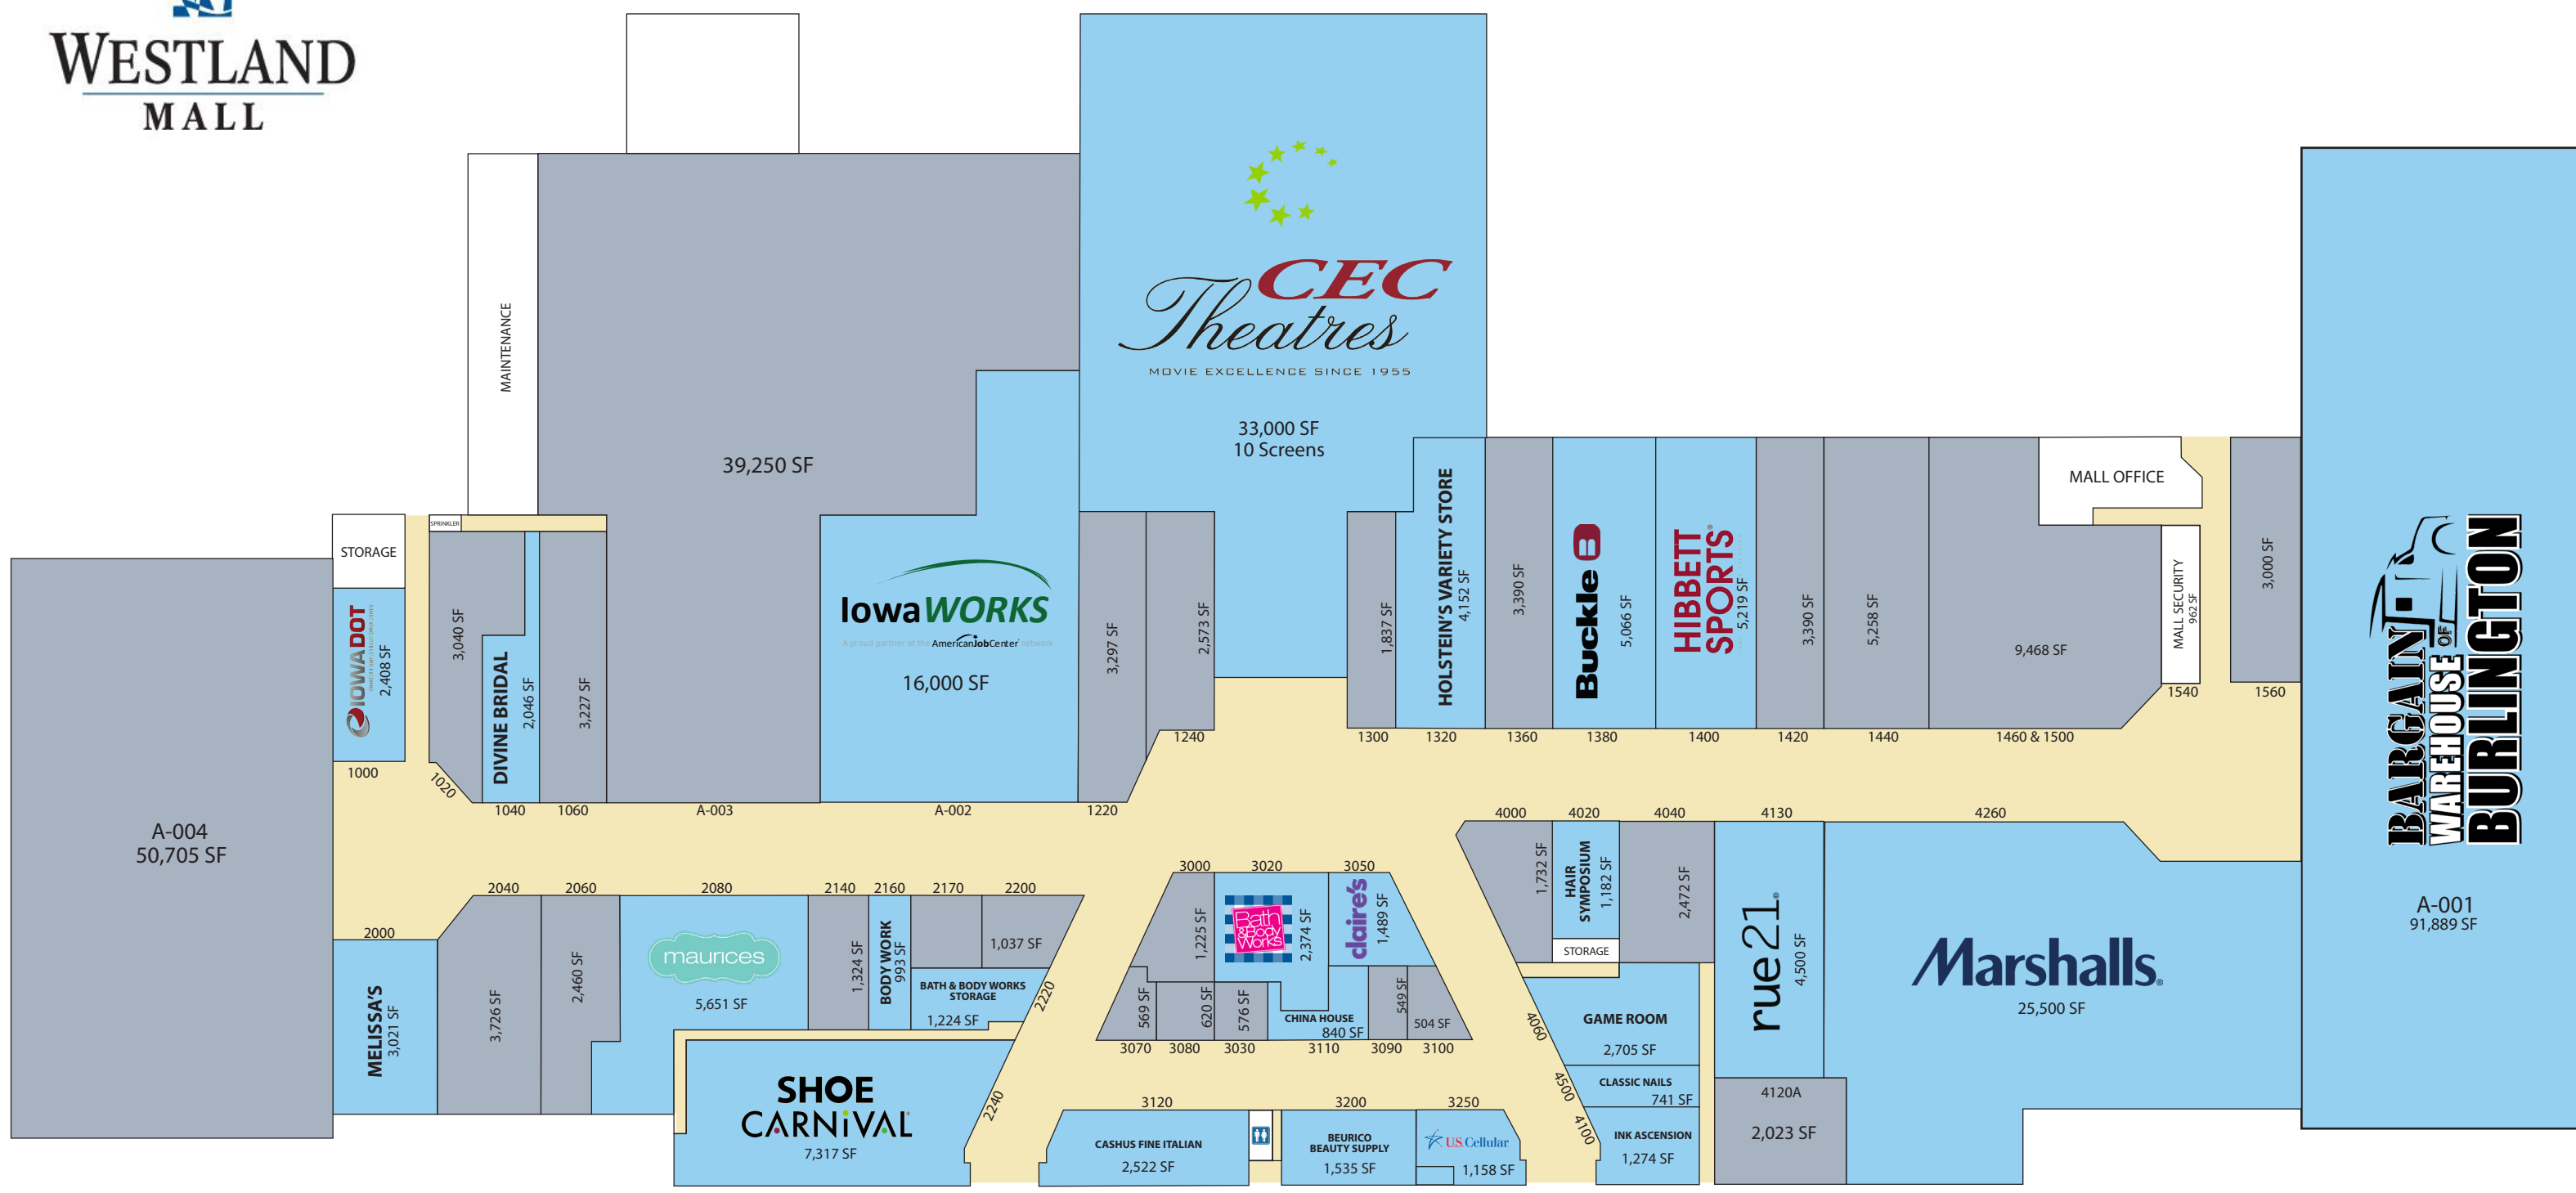 WESTLAND
MALL
MAINTENANCE
39,250 SF
CEC
Theatres
MOVIE EXCELLENCE SINCE 1955
33,000 SF
10 Screens
A-004
50,705 SF
STORAGE
IOWADOT
2,408 SF
1000
SPRINKLER
3,040 SF
1020
DIVINE BRIDAL
2,046 SF
1040
3,227 SF
1060
A-003
IowaWORKS
A proud partner of the AmericanJobCenter network
16,000 SF
A-002
3,297 SF
1220
2,573 SF
1240
1,837 SF
1300
HOLSTEIN'S VARIETY STORE
4,152 SF
1320
3,390 SF
1360
Buckle B
5,066 SF
1380
HIBBETT
SPORTS
5,219 SF
1400
3,390 SF
1420
5,258 SF
1440
9,468 SF
1460 & 1500
MALL OFFICE
MALL SECURITY
962 SF
1540
3,000 SF
1560
BARGAIN
WAREHOUSE OF
BURLINGTON
A-001
91,889 SF
2000
MELISSA'S
3,021 SF
2040
3,726 SF
2060
2,460 SF
2080
maurices
5,651 SF
2140
1,324 SF
2160
BODY WORK
993 SF
2170
2200
1,037 SF
BATH & BODY WORKS
STORAGE
1,224 SF
2220
SHOE
CARNiVAL
7,317 SF
2240
3000
1,225 SF
3020
Bath
&Body
Works
2,374 SF
3050
claire's
1,489 SF
569 SF
3070
620 SF
3080
576 SF
3030
CHINA HOUSE
840 SF
3110
549 SF
3090
504 SF
3100
3120
CASHUS FINE ITALIAN
2,522 SF
3200
BEURICO
BEAUTY SUPPLY
1,535 SF
3250
U.S. Cellular
1,158 SF
4000
1,732 SF
4020
HAIR
SYMPOSIUM
1,182 SF
STORAGE
4040
2,472 SF
4060
GAME ROOM
2,705 SF
4500
CLASSIC NAILS
741 SF
4100
INK ASCENSION
1,274 SF
4130
rue21
4,500 SF
4120A
2,023 SF
4260
Marshalls
25,500 SF